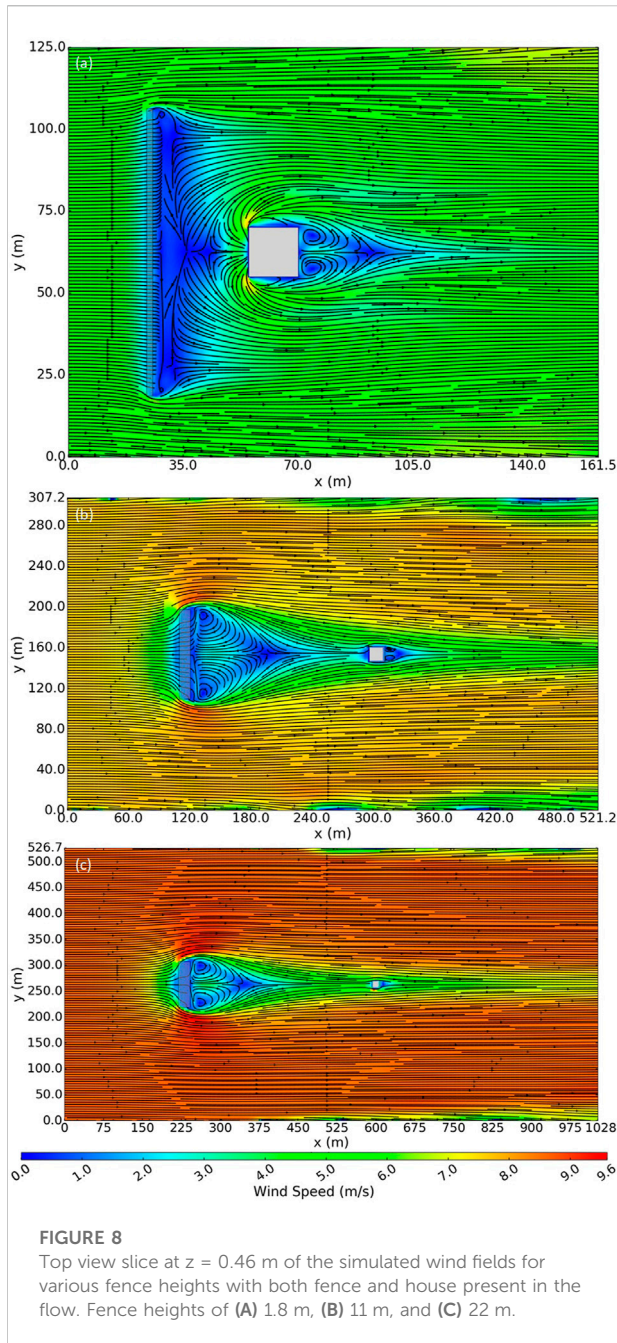 125.0
(a)
100.0
75.0
y (m)
50.0
25.0
0.0
0.0 35.0 70.0 105.0 140.0 161.5
x (m)
307.2
(b)
280.0
240.0
200.0
y (m)
160.0
120.0
80.0
40.0
0.0
0.0 60.0 120.0 180.0 240.0 300.0 360.0 420.0 480.0 521.2
x (m)
526.7
(c)
500.0
450.0
400.0
350.0
y (m)
300.0
250.0
200.0
150.0
100.0
50.0
0.0
0 75 150 225 300 375 450 525 600 675 750 825 900 975 1028
x (m)
0.0 1.0 2.0 3.0 4.0 5.0 6.0 7.0 8.0 9.0 9.6
Wind Speed (m/s)
FIGURE 8
Top view slice at z = 0.46 m of the simulated wind fields for
various fence heights with both fence and house present in the
flow. Fence heights of (A) 1.8 m, (B) 11 m, and (C) 22 m.